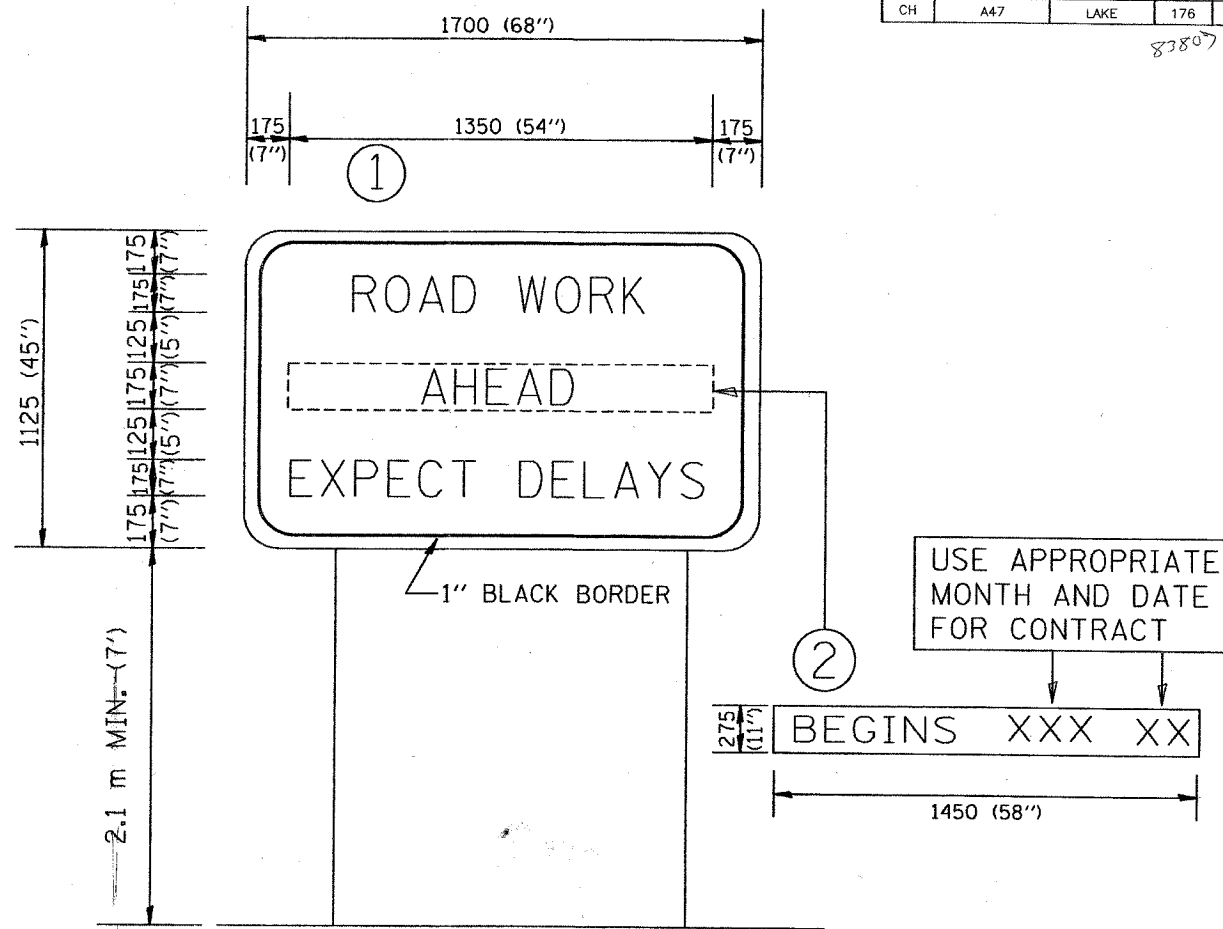 CH A47 LAKE 176
83807
1700 (68")
175 (7") 1350 (54") 175 (7")
1
1125 (45")
175 (7")
175 (7")
125 (5")
175 (7")
125 (5")
175 (7")
175 (7")
ROAD WORK
AHEAD
EXPECT DELAYS
1" BLACK BORDER
2.1 m MIN. (7')
2
USE APPROPRIATE
MONTH AND DATE
FOR CONTRACT
275 (11")
BEGINS XXX XX
1450 (58")